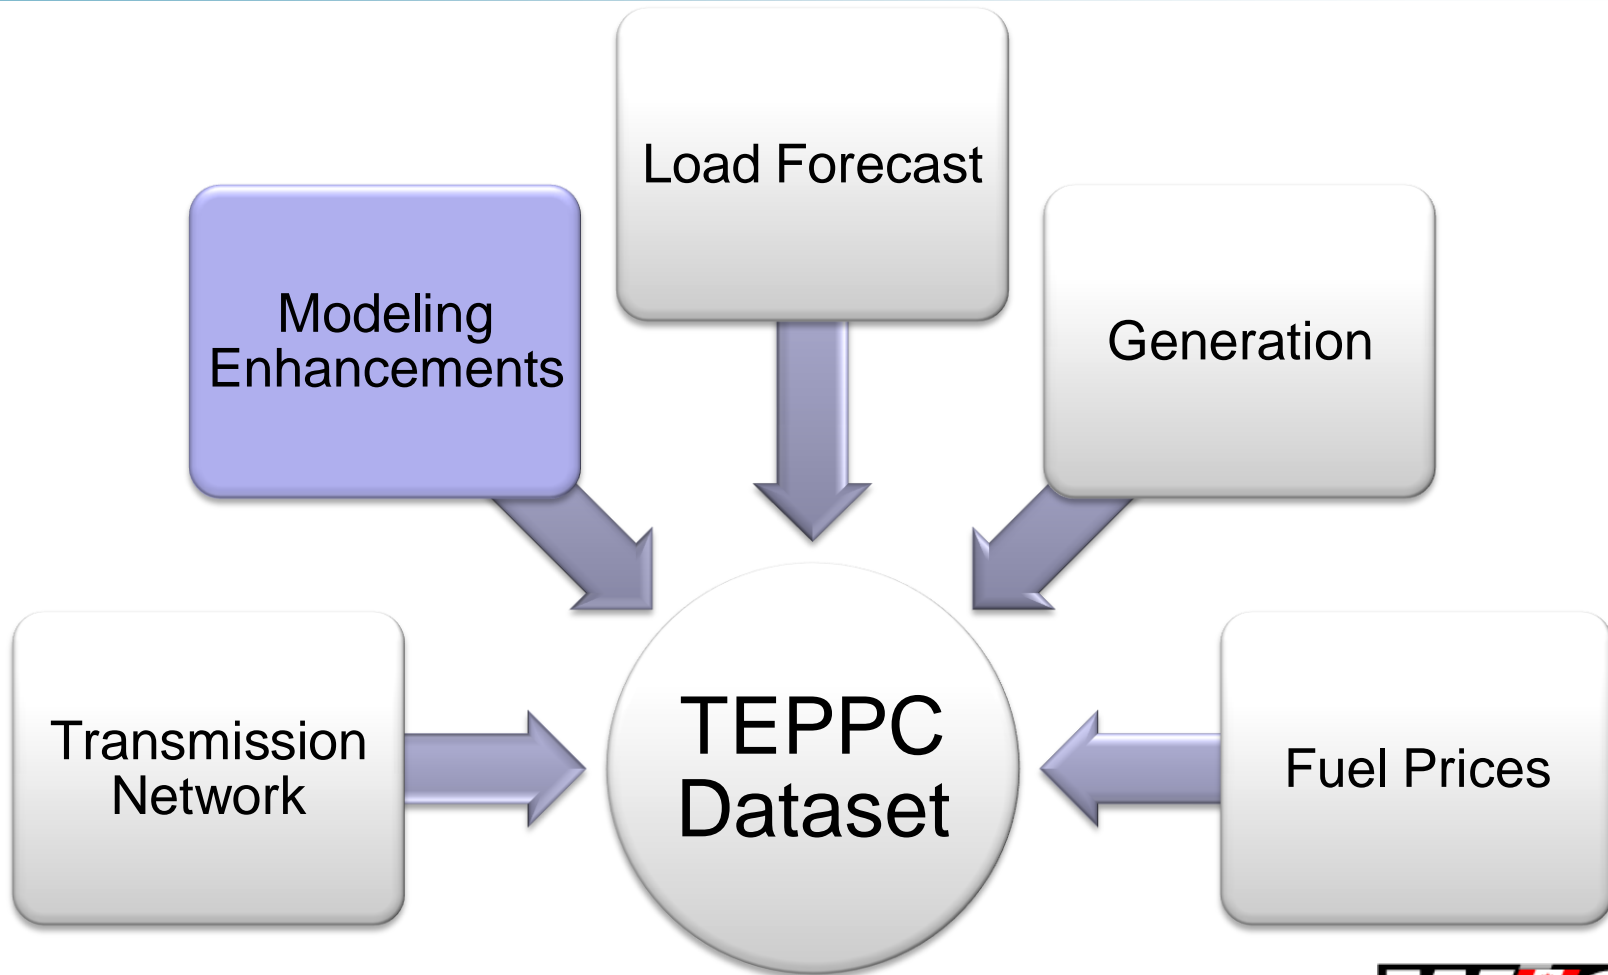 Load Forecast
Modeling
Enhancements
Generation
Transmission
Network
TEPPC
Dataset
Fuel Prices